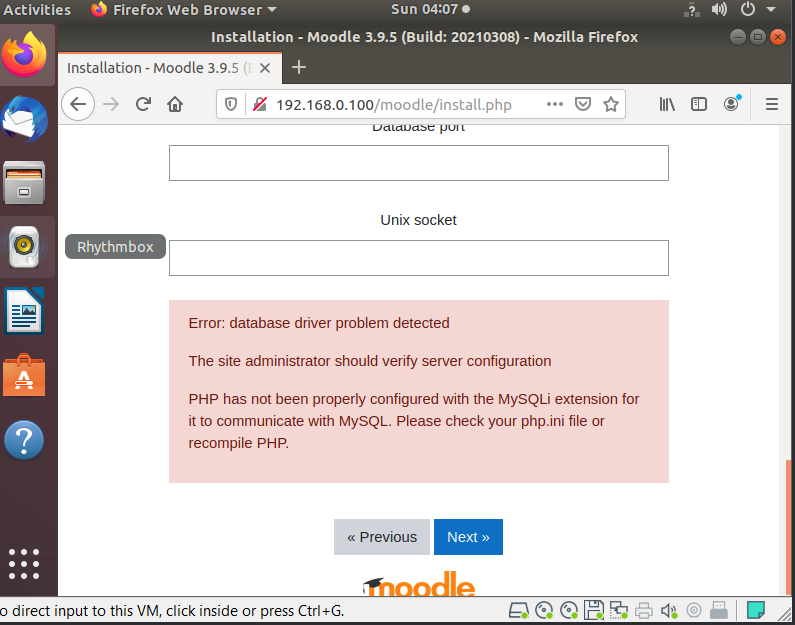 Activities Firefox Web Browser Sun 04:07
Installation - Moodle 3.9.5 (Build: 20210308) - Mozilla Firefox
Installation - Moodle 3.9.5 (
192.168.0.100/moodle/install.php
Database port
Unix socket
Rhythmbox
Error: database driver problem detected
The site administrator should verify server configuration
PHP has not been properly configured with the MySQLi extension for
it to communicate with MySQL. Please check your php.ini file or
recompile PHP.
« Previous Next »
moodle
o direct input to this VM, click inside or press Ctrl+G.